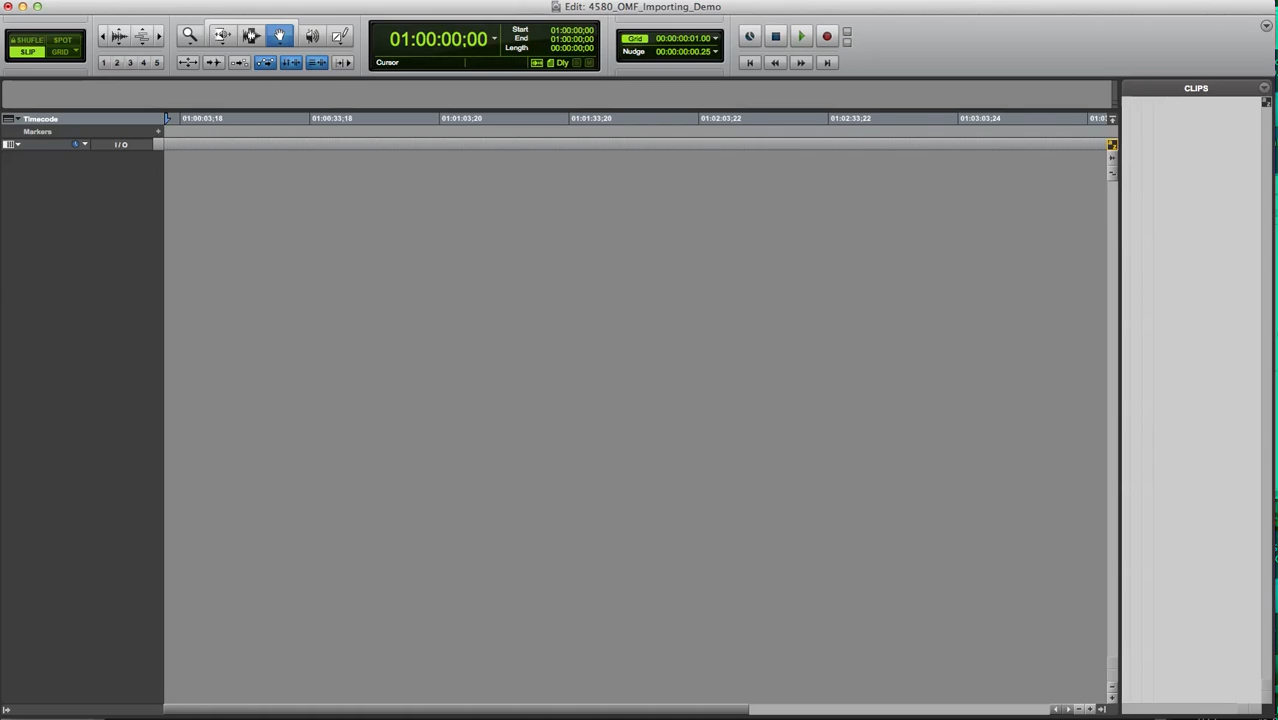 Edit: 4580_OMF_Importing_Demo
SHUFFLE SPOT
SLIP GRID
1 2 3 4 5
01:00:00;00
Start 01:00:00;00
End 01:00:00;00
Length 00:00:00;00
Cursor
Dly
S M
Grid 00:00:00:01.00
Nudge 00:00:00:00.25
CLIPS
Timecode
01:00:03;18 01:00:33;18 01:01:03;20 01:01:33;20 01:02:03;22 01:02:33;22 01:03:03;24
Markers
I / O